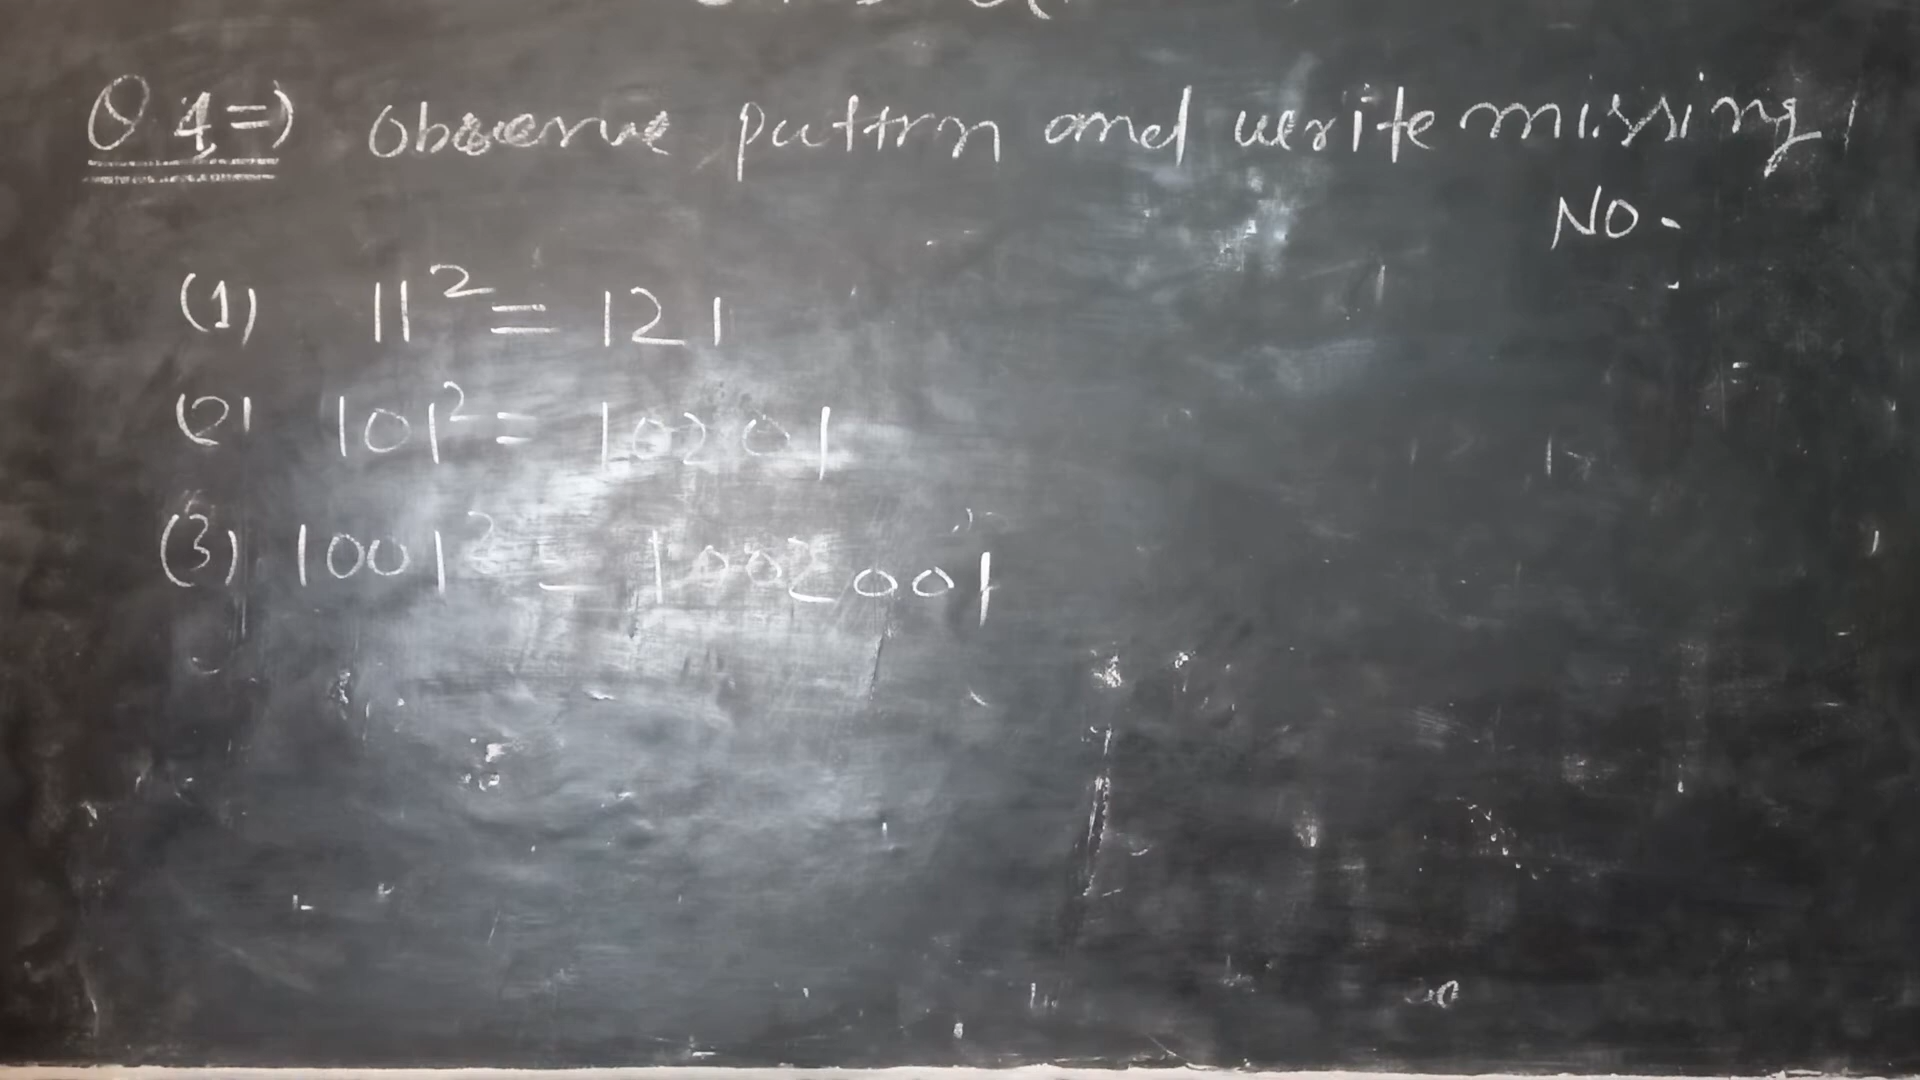 Q 4 => Observe pattrn and write missing
No.
(1) 11² = 121
(2) 101² = 10201
(3) 1001² = 1002001